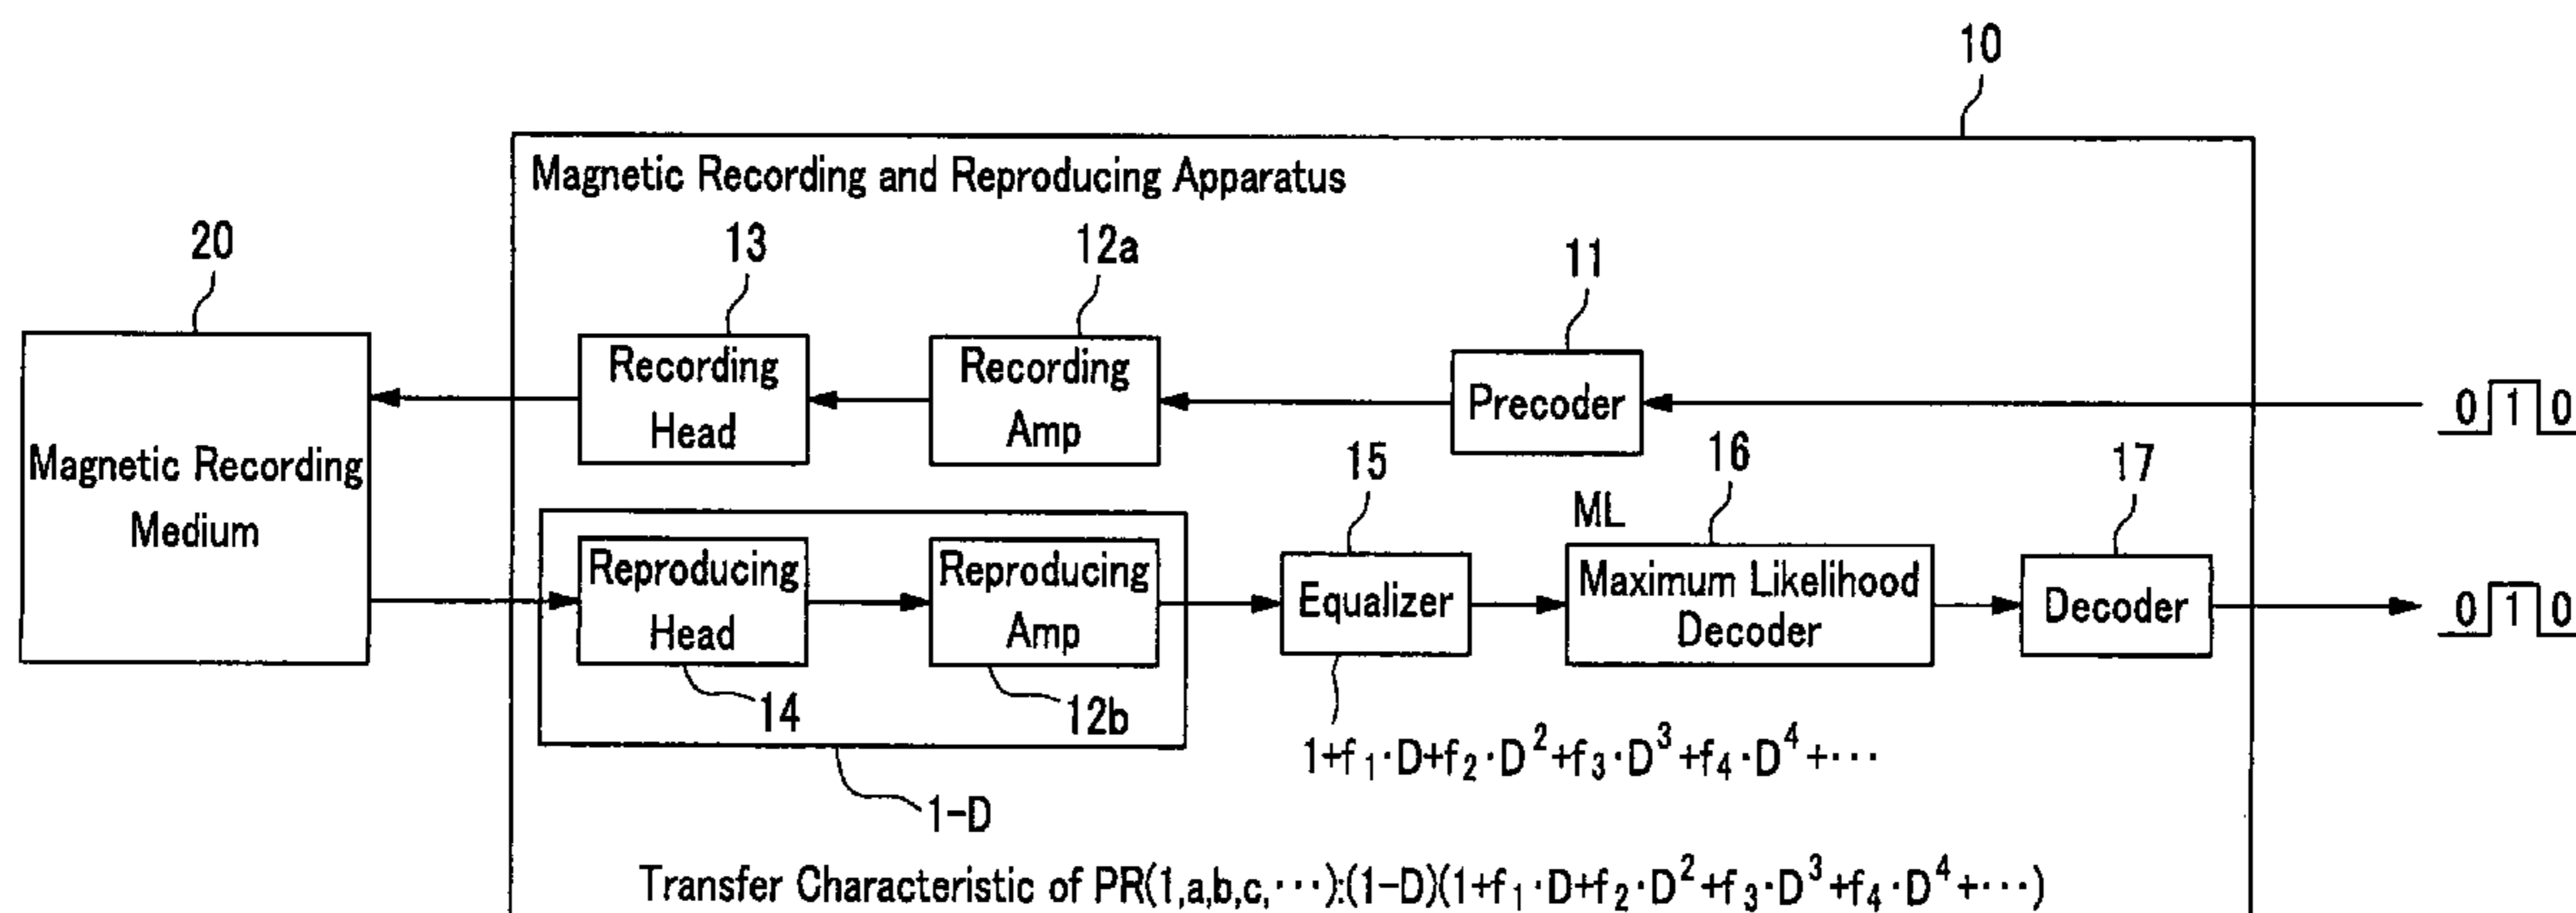 10
Magnetic Recording and Reproducing Apparatus
20
13
12a
11
Magnetic Recording
Medium
Recording
Head
Recording
Amp
Precoder
0 1 0
15
ML
16
17
Reproducing
Head
Reproducing
Amp
Equalizer
Maximum Likelihood
Decoder
Decoder
0 1 0
14
12b
1+f₁·D+f₂·D²+f₃·D³+f₄·D⁴+···
1-D
Transfer Characteristic of PR(1,a,b,c,···):(1-D)(1+f₁·D+f₂·D²+f₃·D³+f₄·D⁴+···)